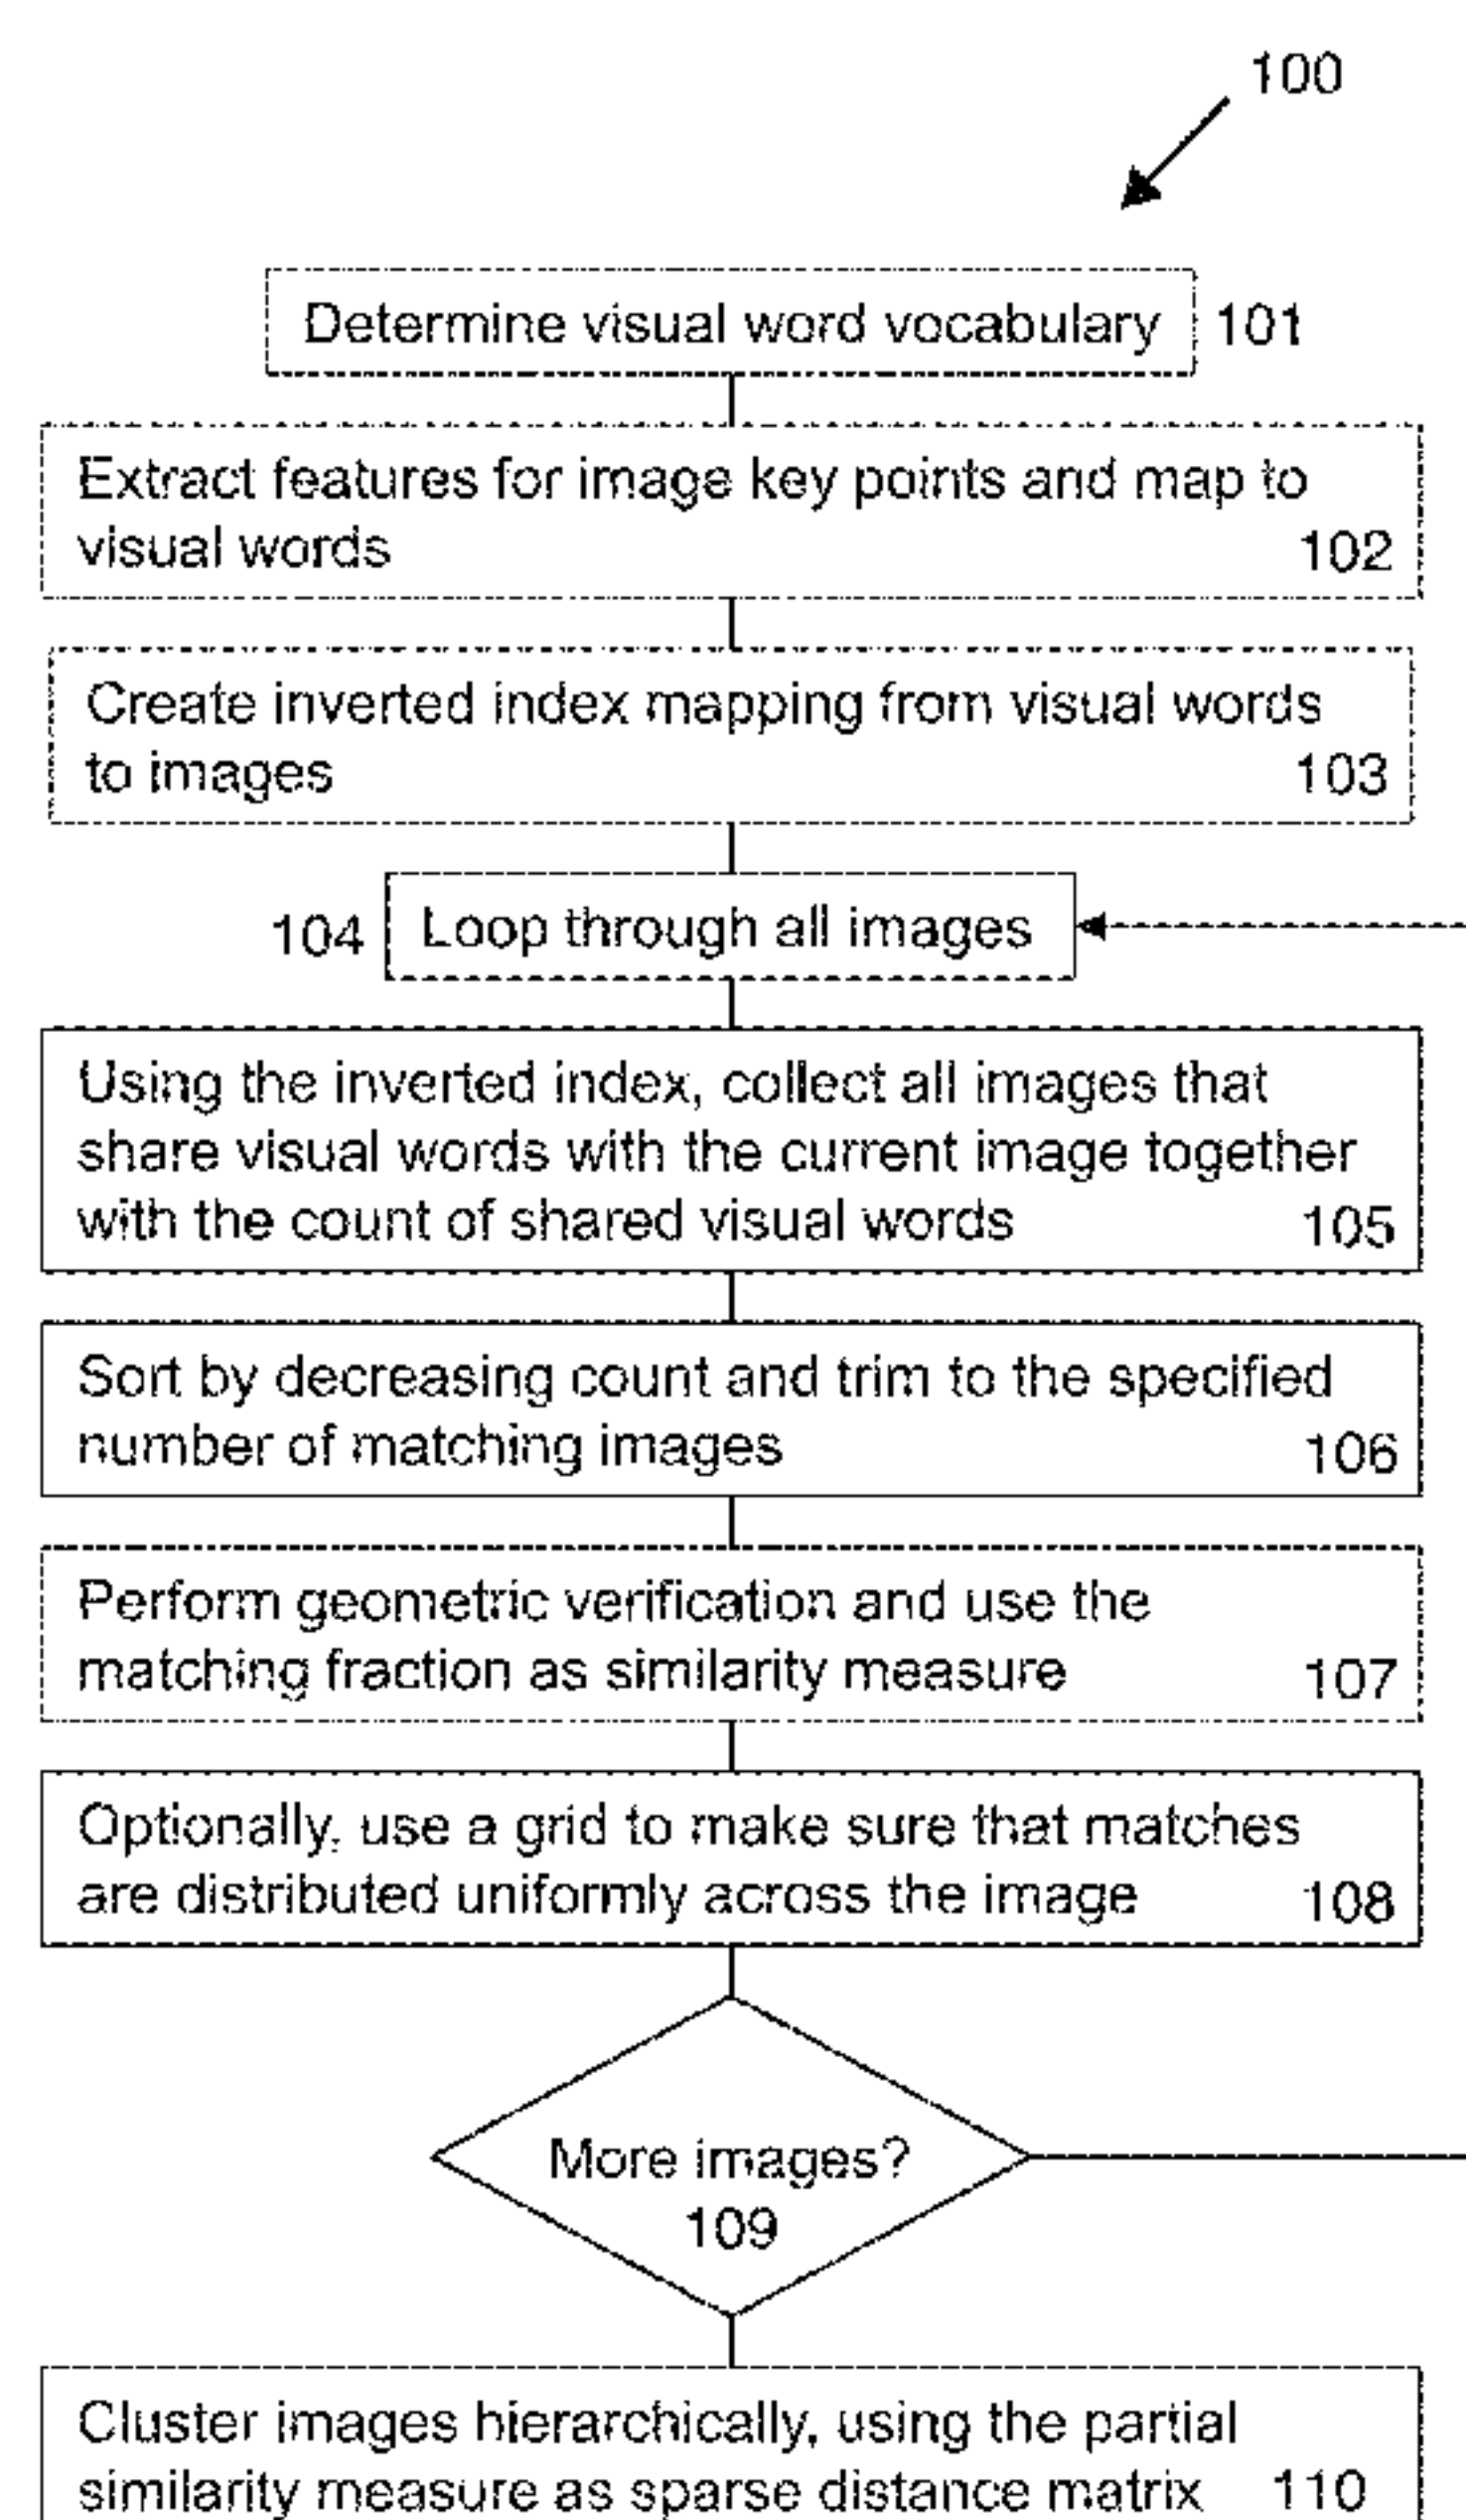 100
Determine visual word vocabulary 101
Extract features for image key points and map to
visual words 102
Create inverted index mapping from visual words
to images 103
104 Loop through all images
Using the inverted index, collect all images that
share visual words with the current image together
with the count of shared visual words 105
Sort by decreasing count and trim to the specified
number of matching images 106
Perform geometric verification and use the
matching fraction as similarity measure 107
Optionally, use a grid to make sure that matches
are distributed uniformly across the image 108
More images?
109
Cluster images hierarchically, using the partial
similarity measure as sparse distance matrix 110